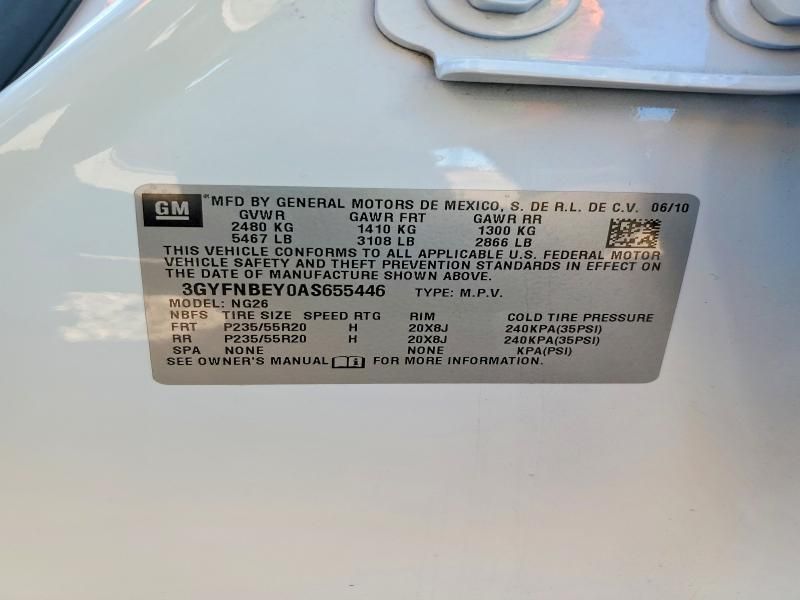 GM MFD BY GENERAL MOTORS DE MEXICO, S. DE R.L. DE C.V. 06/10
GVWR GAWR FRT GAWR RR
2480 KG 1410 KG 1300 KG
5467 LB 3108 LB 2866 LB
THIS VEHICLE CONFORMS TO ALL APPLICABLE U.S. FEDERAL MOTOR
VEHICLE SAFETY AND THEFT PREVENTION STANDARDS IN EFFECT ON
THE DATE OF MANUFACTURE SHOWN ABOVE.
3GYFNBEY0AS655446 TYPE: M.P.V.
MODEL: NG26
NBFS TIRE SIZE SPEED RTG RIM COLD TIRE PRESSURE
FRT P235/55R20 H 20X8J 240KPA(35PSI)
RR P235/55R20 H 20X8J 240KPA(35PSI)
SPA NONE NONE KPA(PSI)
SEE OWNER'S MANUAL FOR MORE INFORMATION.